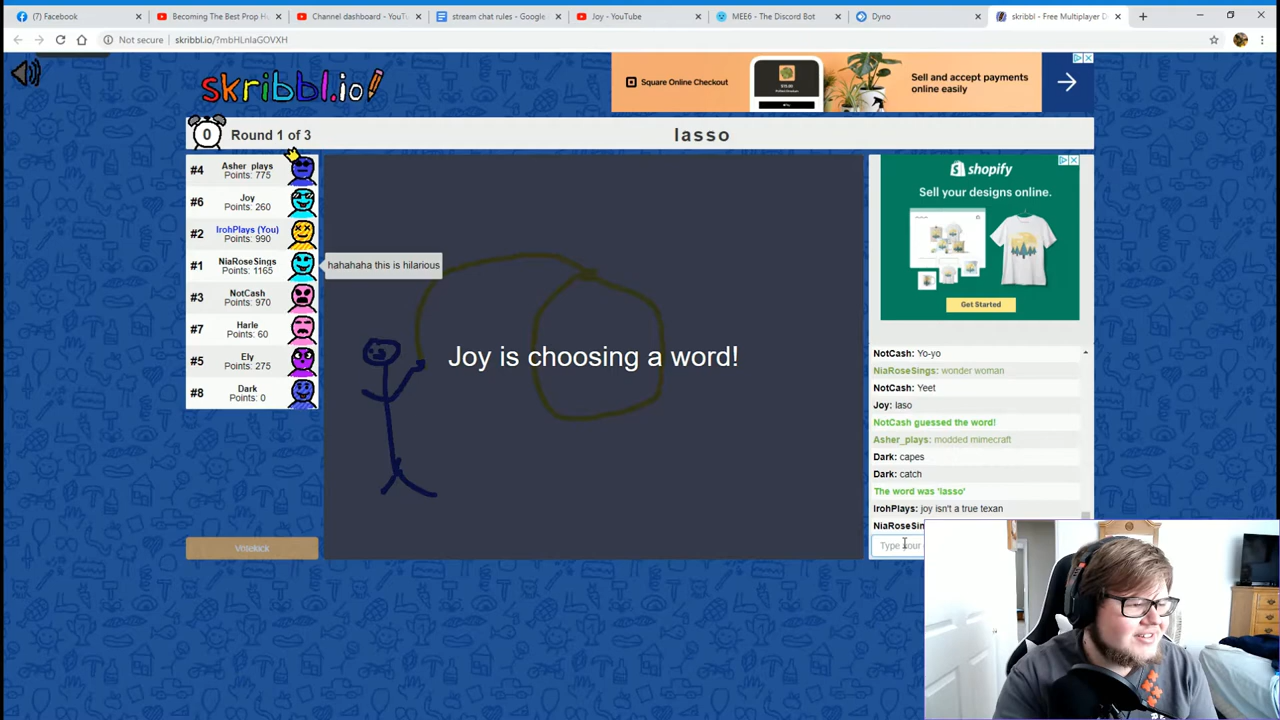 (7) Facebook
Becoming The Best Prop H
Channel dashboard - YouT
stream chat rules - Google
Joy - YouTube
MEE6 - The Discord Bot
Dyno
skribbl - Free Multiplayer D
Not secure | skribbl.io/?mbHLnlaGOVXH
skribbl.io
Square Online Checkout
Sell and accept payments
online easily
0
Round 1 of 3
lasso
#4 Asher_plays
Points: 775
#6 Joy
Points: 260
#2 IrohPlays (You)
Points: 990
#1 NiaRoseSings
Points: 1165
#3 NotCash
Points: 970
#7 Harle
Points: 60
#5 Ely
Points: 275
#8 Dark
Points: 0
Votekick
hahahaha this is hilarious
Joy is choosing a word!
shopify
Sell your designs online.
Get Started
NotCash: Yo-yo
NiaRoseSings: wonder woman
NotCash: Yeet
Joy: laso
NotCash guessed the word!
Asher_plays: modded mimecraft
Dark: capes
Dark: catch
The word was 'lasso'
IrohPlays: joy isn't a true texan
NiaRoseSin
Type your